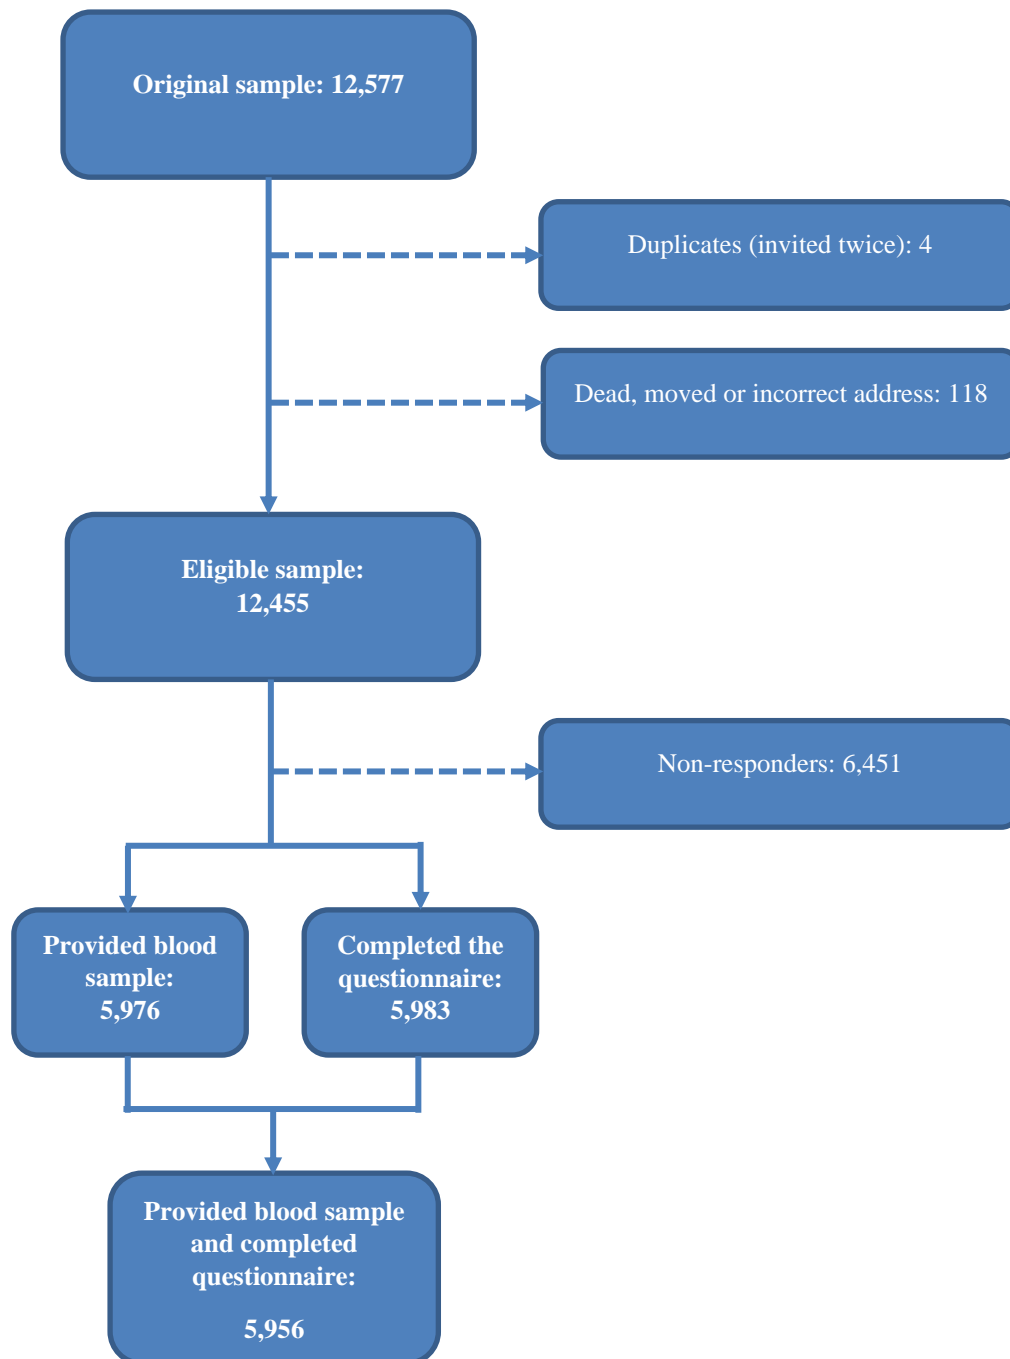 Original sample: 12,577
Duplicates (invited twice): 4
Dead, moved or incorrect address: 118
Eligible sample:
12,455
Non-responders: 6,451
Provided blood
sample:
5,976
Completed the
questionnaire:
5,983
Provided blood sample
and completed
questionnaire:
5,956